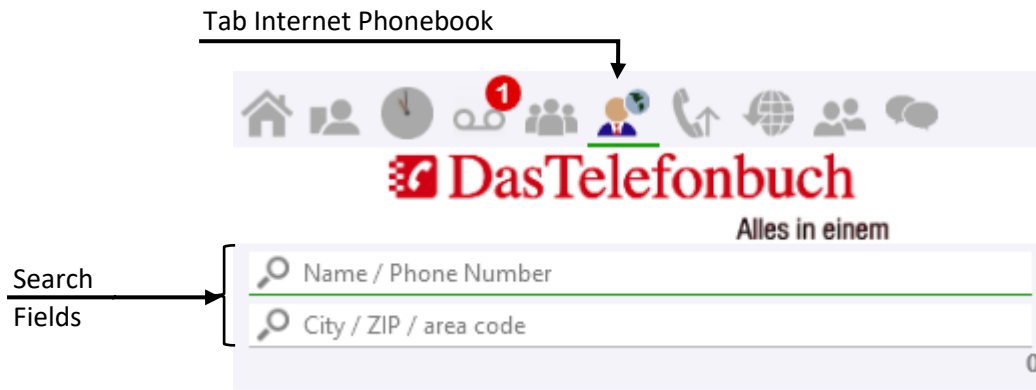 Tab Internet Phonebook
1
DasTelefonbuch
Alles in einem
Search
Fields
Name / Phone Number
City / ZIP / area code